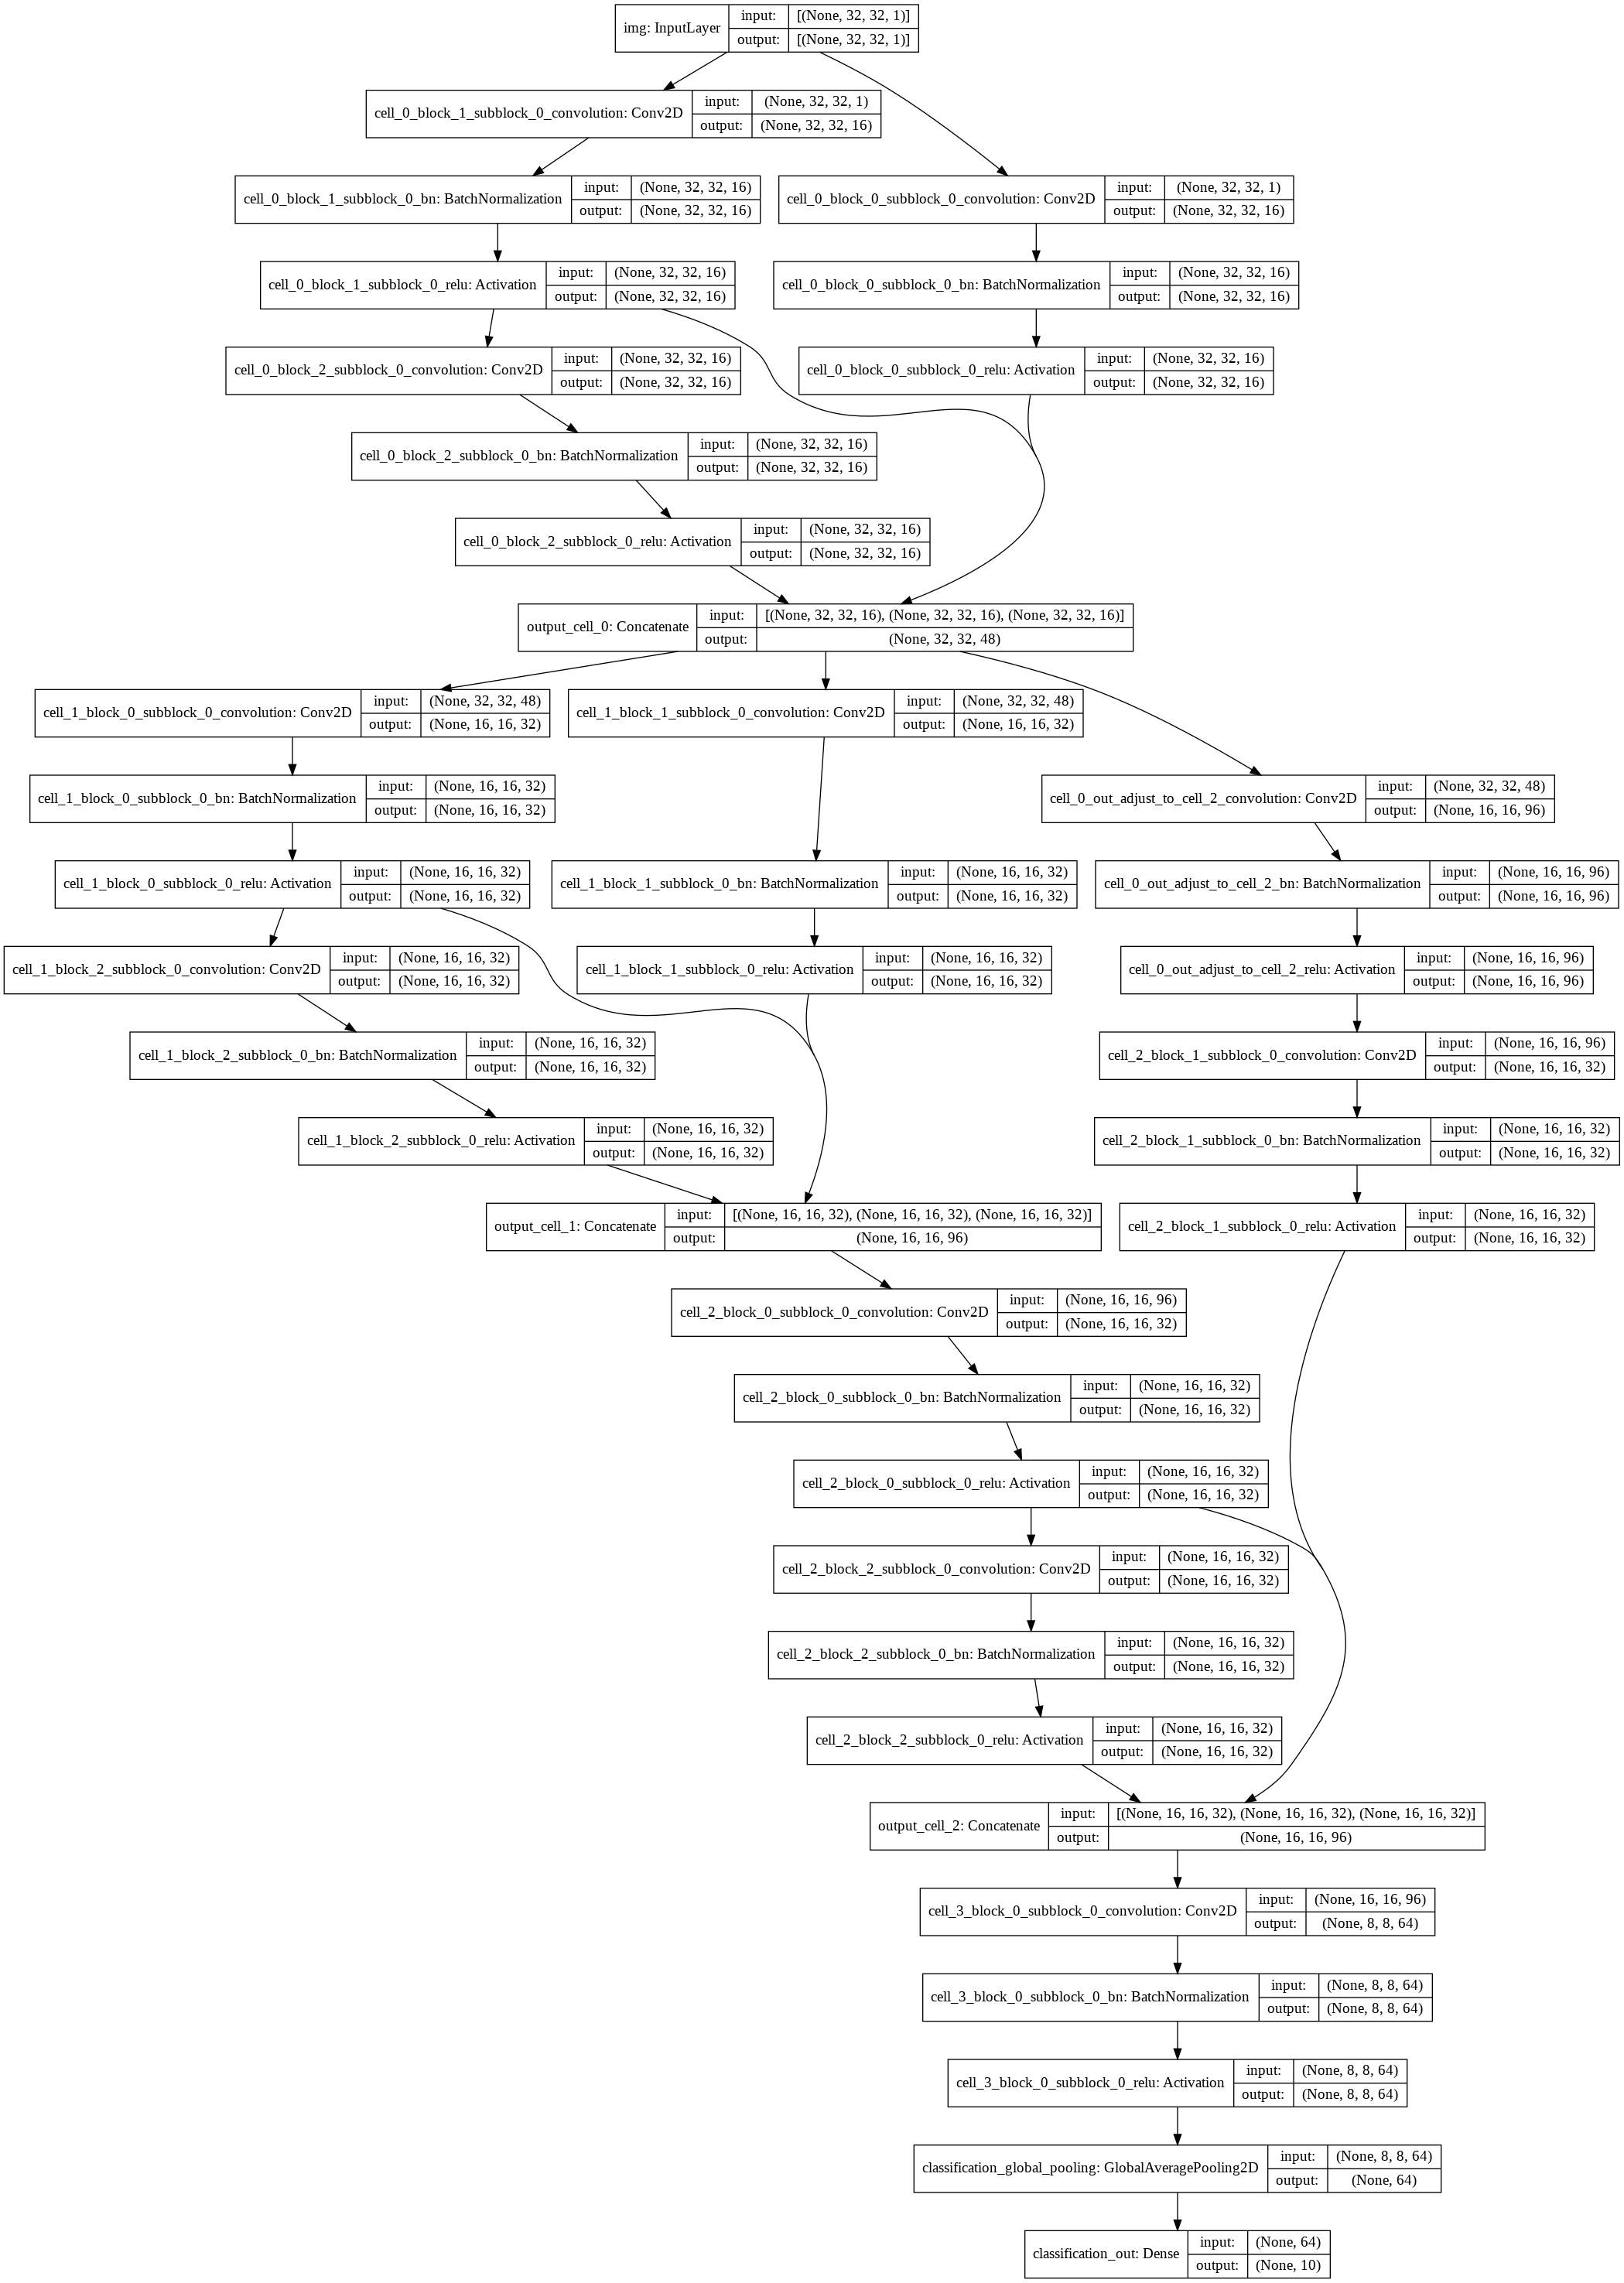 img: InputLayer
input:
[(None, 32, 32, 1)]
output:
[(None, 32, 32, 1)]
cell_0_block_1_subblock_0_convolution: Conv2D
input:
(None, 32, 32, 1)
output:
(None, 32, 32, 16)
cell_0_block_1_subblock_0_bn: BatchNormalization
input:
(None, 32, 32, 16)
output:
(None, 32, 32, 16)
cell_0_block_0_subblock_0_convolution: Conv2D
input:
(None, 32, 32, 1)
output:
(None, 32, 32, 16)
cell_0_block_1_subblock_0_relu: Activation
input:
(None, 32, 32, 16)
output:
(None, 32, 32, 16)
cell_0_block_0_subblock_0_bn: BatchNormalization
input:
(None, 32, 32, 16)
output:
(None, 32, 32, 16)
cell_0_block_2_subblock_0_convolution: Conv2D
input:
(None, 32, 32, 16)
output:
(None, 32, 32, 16)
cell_0_block_0_subblock_0_relu: Activation
input:
(None, 32, 32, 16)
output:
(None, 32, 32, 16)
cell_0_block_2_subblock_0_bn: BatchNormalization
input:
(None, 32, 32, 16)
output:
(None, 32, 32, 16)
cell_0_block_2_subblock_0_relu: Activation
input:
(None, 32, 32, 16)
output:
(None, 32, 32, 16)
output_cell_0: Concatenate
input:
[(None, 32, 32, 16), (None, 32, 32, 16), (None, 32, 32, 16)]
output:
(None, 32, 32, 48)
cell_1_block_0_subblock_0_convolution: Conv2D
input:
(None, 32, 32, 48)
output:
(None, 16, 16, 32)
cell_1_block_1_subblock_0_convolution: Conv2D
input:
(None, 32, 32, 48)
output:
(None, 16, 16, 32)
cell_1_block_0_subblock_0_bn: BatchNormalization
input:
(None, 16, 16, 32)
output:
(None, 16, 16, 32)
cell_0_out_adjust_to_cell_2_convolution: Conv2D
input:
(None, 32, 32, 48)
output:
(None, 16, 16, 96)
cell_1_block_0_subblock_0_relu: Activation
input:
(None, 16, 16, 32)
output:
(None, 16, 16, 32)
cell_1_block_1_subblock_0_bn: BatchNormalization
input:
(None, 16, 16, 32)
output:
(None, 16, 16, 32)
cell_0_out_adjust_to_cell_2_bn: BatchNormalization
input:
(None, 16, 16, 96)
output:
(None, 16, 16, 96)
cell_1_block_2_subblock_0_convolution: Conv2D
input:
(None, 16, 16, 32)
output:
(None, 16, 16, 32)
cell_1_block_1_subblock_0_relu: Activation
input:
(None, 16, 16, 32)
output:
(None, 16, 16, 32)
cell_0_out_adjust_to_cell_2_relu: Activation
input:
(None, 16, 16, 96)
output:
(None, 16, 16, 96)
cell_1_block_2_subblock_0_bn: BatchNormalization
input:
(None, 16, 16, 32)
output:
(None, 16, 16, 32)
cell_2_block_1_subblock_0_convolution: Conv2D
input:
(None, 16, 16, 96)
output:
(None, 16, 16, 32)
cell_1_block_2_subblock_0_relu: Activation
input:
(None, 16, 16, 32)
output:
(None, 16, 16, 32)
cell_2_block_1_subblock_0_bn: BatchNormalization
input:
(None, 16, 16, 32)
output:
(None, 16, 16, 32)
output_cell_1: Concatenate
input:
[(None, 16, 16, 32), (None, 16, 16, 32), (None, 16, 16, 32)]
output:
(None, 16, 16, 96)
cell_2_block_1_subblock_0_relu: Activation
input:
(None, 16, 16, 32)
output:
(None, 16, 16, 32)
cell_2_block_0_subblock_0_convolution: Conv2D
input:
(None, 16, 16, 96)
output:
(None, 16, 16, 32)
cell_2_block_0_subblock_0_bn: BatchNormalization
input:
(None, 16, 16, 32)
output:
(None, 16, 16, 32)
cell_2_block_0_subblock_0_relu: Activation
input:
(None, 16, 16, 32)
output:
(None, 16, 16, 32)
cell_2_block_2_subblock_0_convolution: Conv2D
input:
(None, 16, 16, 32)
output:
(None, 16, 16, 32)
cell_2_block_2_subblock_0_bn: BatchNormalization
input:
(None, 16, 16, 32)
output:
(None, 16, 16, 32)
cell_2_block_2_subblock_0_relu: Activation
input:
(None, 16, 16, 32)
output:
(None, 16, 16, 32)
output_cell_2: Concatenate
input:
[(None, 16, 16, 32), (None, 16, 16, 32), (None, 16, 16, 32)]
output:
(None, 16, 16, 96)
cell_3_block_0_subblock_0_convolution: Conv2D
input:
(None, 16, 16, 96)
output:
(None, 8, 8, 64)
cell_3_block_0_subblock_0_bn: BatchNormalization
input:
(None, 8, 8, 64)
output:
(None, 8, 8, 64)
cell_3_block_0_subblock_0_relu: Activation
input:
(None, 8, 8, 64)
output:
(None, 8, 8, 64)
classification_global_pooling: GlobalAveragePooling2D
input:
(None, 8, 8, 64)
output:
(None, 64)
classification_out: Dense
input:
(None, 64)
output:
(None, 10)